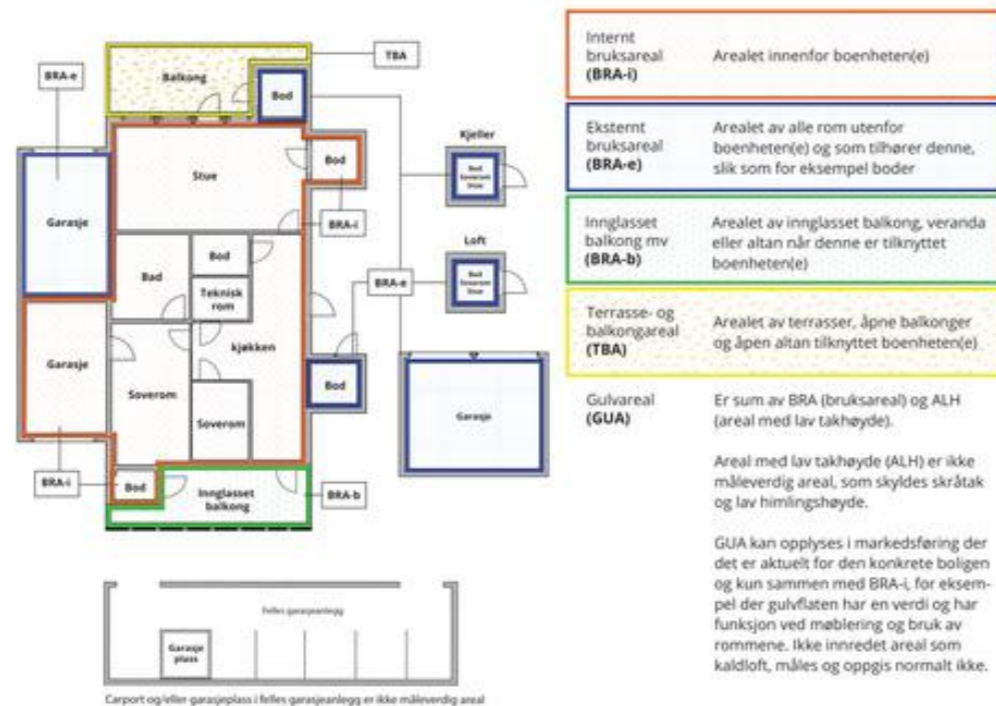 TBA
BRA-e
Balkong
Bod
Kjeller
Bod
Soverom
Stue
Bod
Stue
Garasje
BRA-i
Loft
Bod
Bad
Teknisk
rom
BRA-e
Bod
Soverom
Stue
Garasje
kjøkken
Soverom
Soverom
Bod
Garasje
BRA-i
Bod
Innglasset
balkong
BRA-b
Felles garasjeanlegg
Garasje
plass
Carport og/eller garasjeplass i felles garasjeanlegg er ikke måleverdig areal
Internt
bruksareal
(BRA-i)
Arealet innenfor boenheten(e)
Eksternt
bruksareal
(BRA-e)
Arealet av alle rom utenfor
boenheten(e) og som tilhører denne,
slik som for eksempel boder
Innglasset
balkong mv
(BRA-b)
Arealet av innglasset balkong, veranda
eller altan når denne er tilknyttet
boenheten(e)
Terrasse- og
balkongareal
(TBA)
Arealet av terrasser, åpne balkonger
og åpen altan tilknyttet boenheten(e)
Gulvareal
(GUA)
Er sum av BRA (bruksareal) og ALH
(areal med lav takhøyde).
Areal med lav takhøyde (ALH) er ikke
måleverdig areal, som skyldes skråtak
og lav himlingshøyde.
GUA kan opplyses i markedsføring der
det er aktuelt for den konkrete boligen
og kun sammen med BRA-i, for eksem-
pel der gulvflaten har en verdi og har
funksjon ved møblering og bruk av
rommene. Ikke innredet areal som
kaldloft, måles og oppgis normalt ikke.